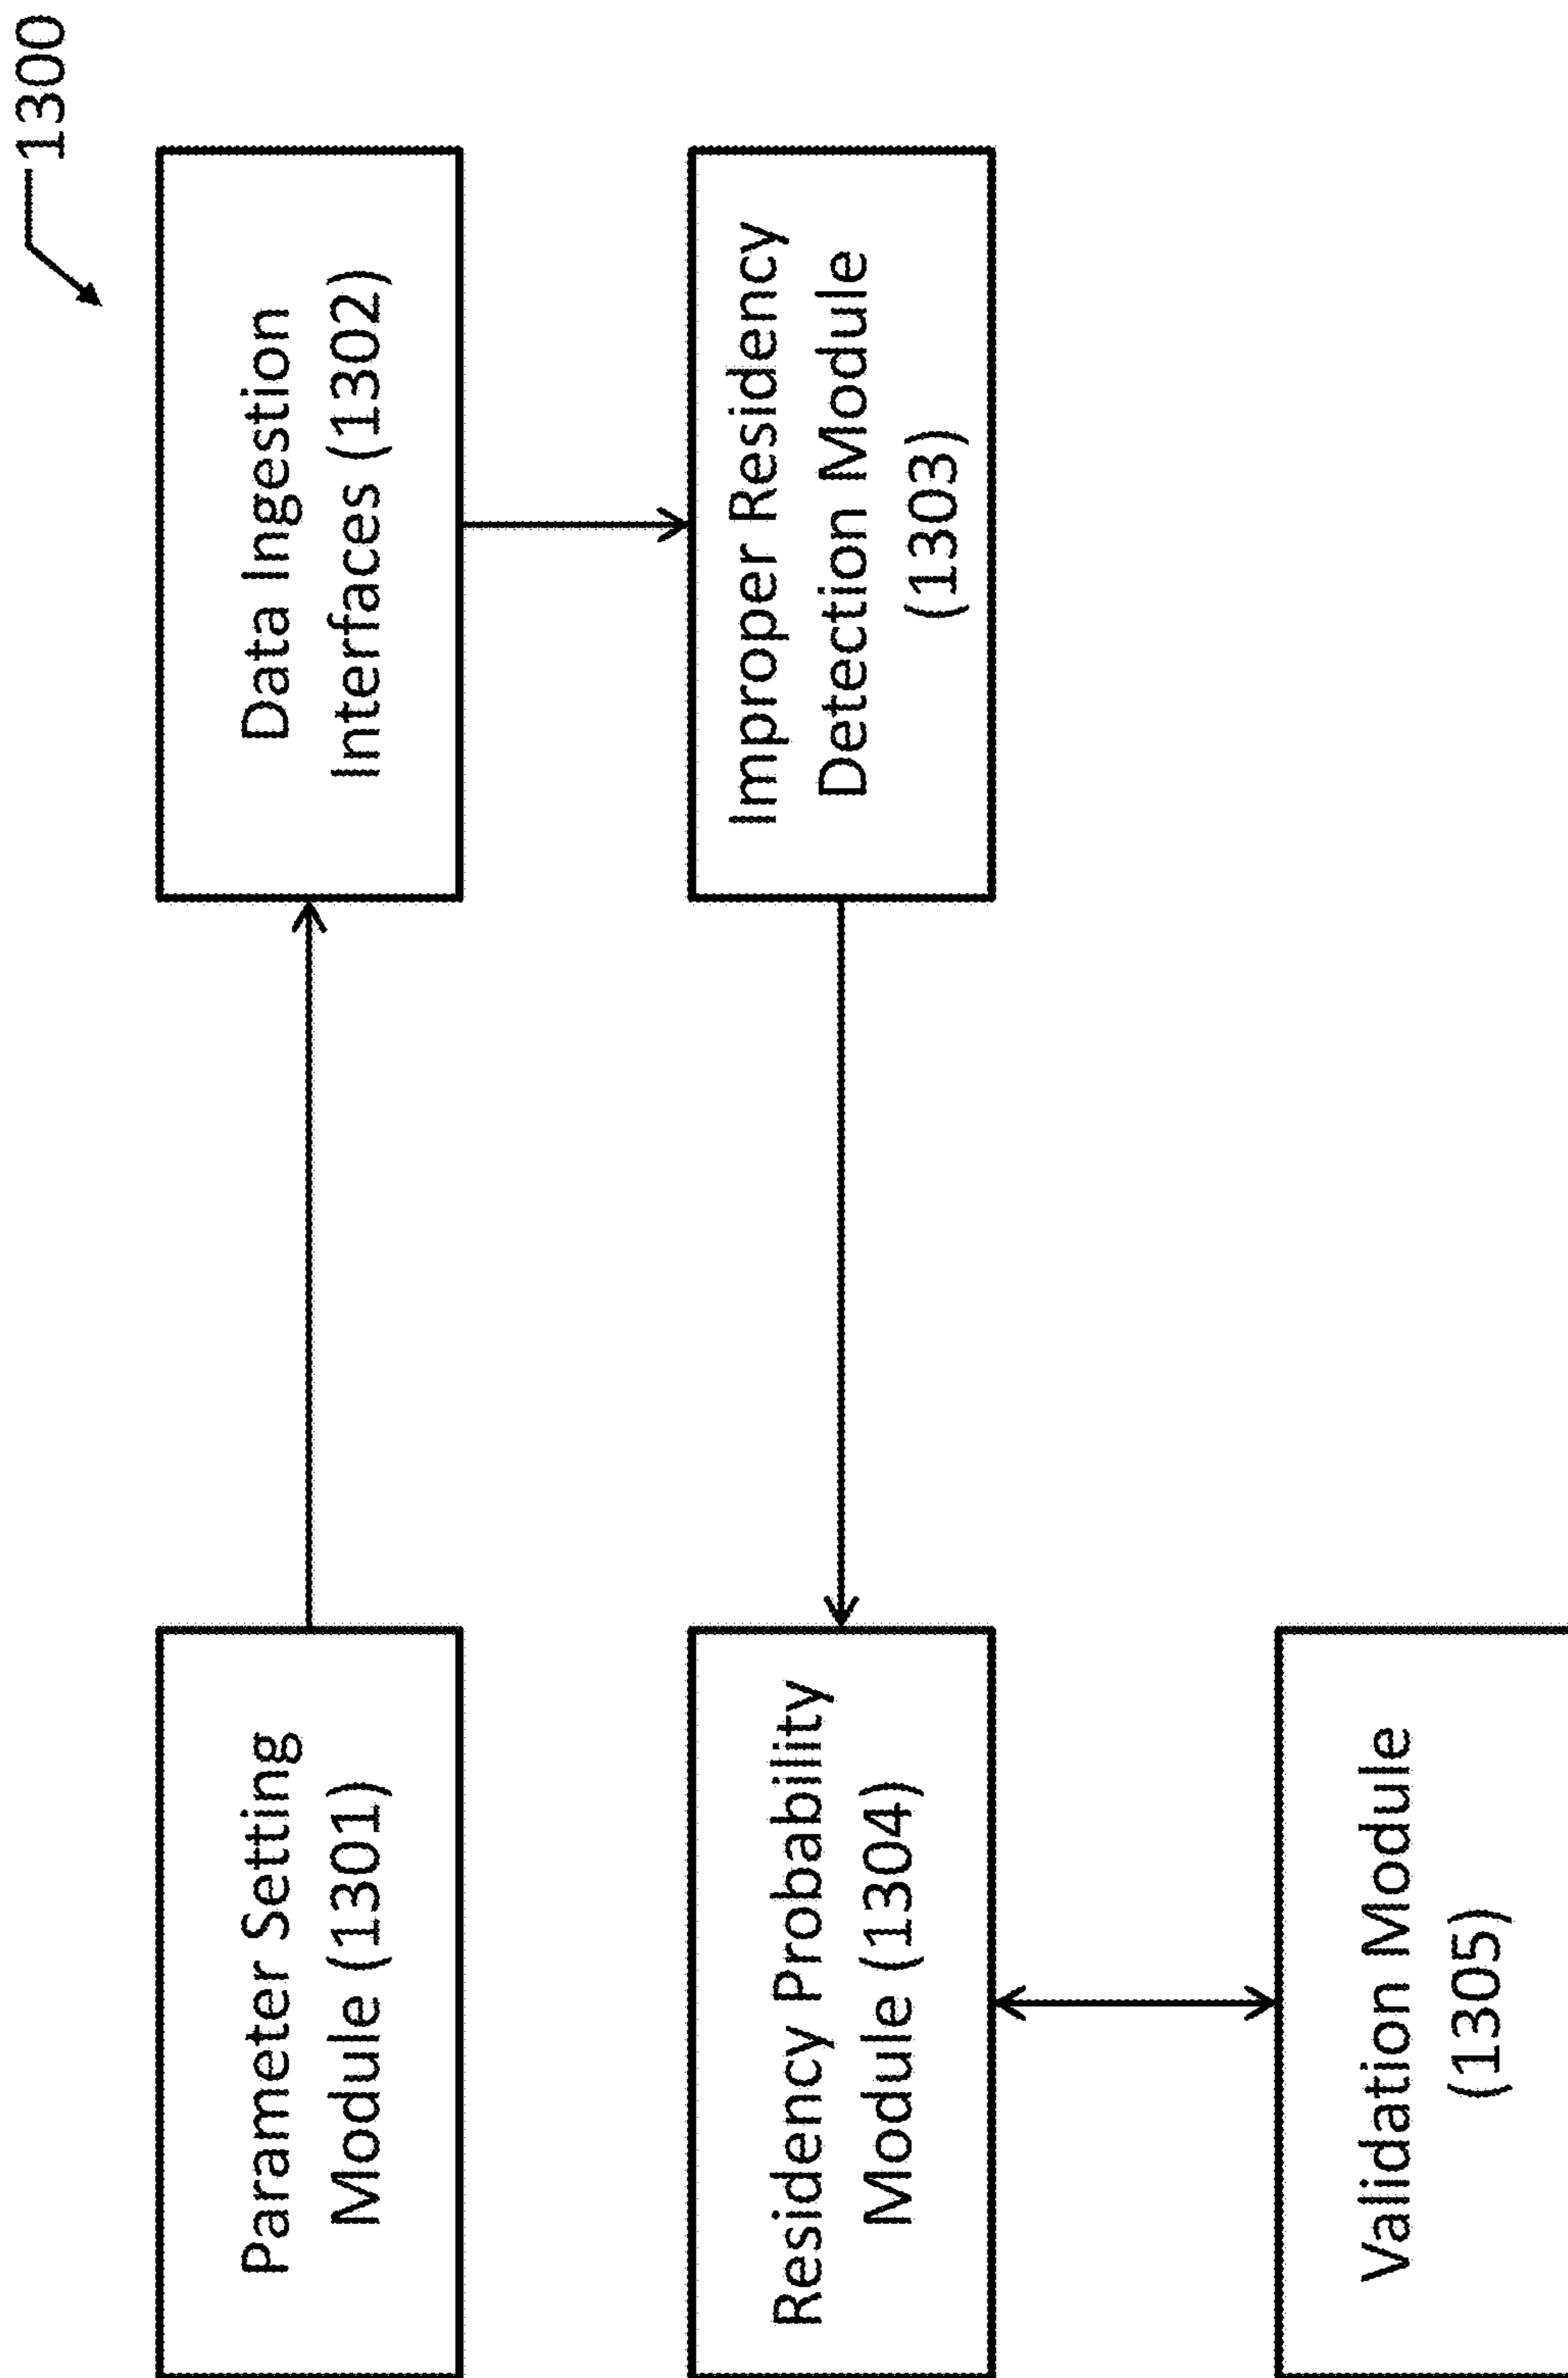 1300
Parameter Setting
Module (1301)
Data Ingestion
Interfaces (1302)
Residency Probability
Module (1304)
Improper Residency
Detection Module
(1303)
Validation Module
(1305)